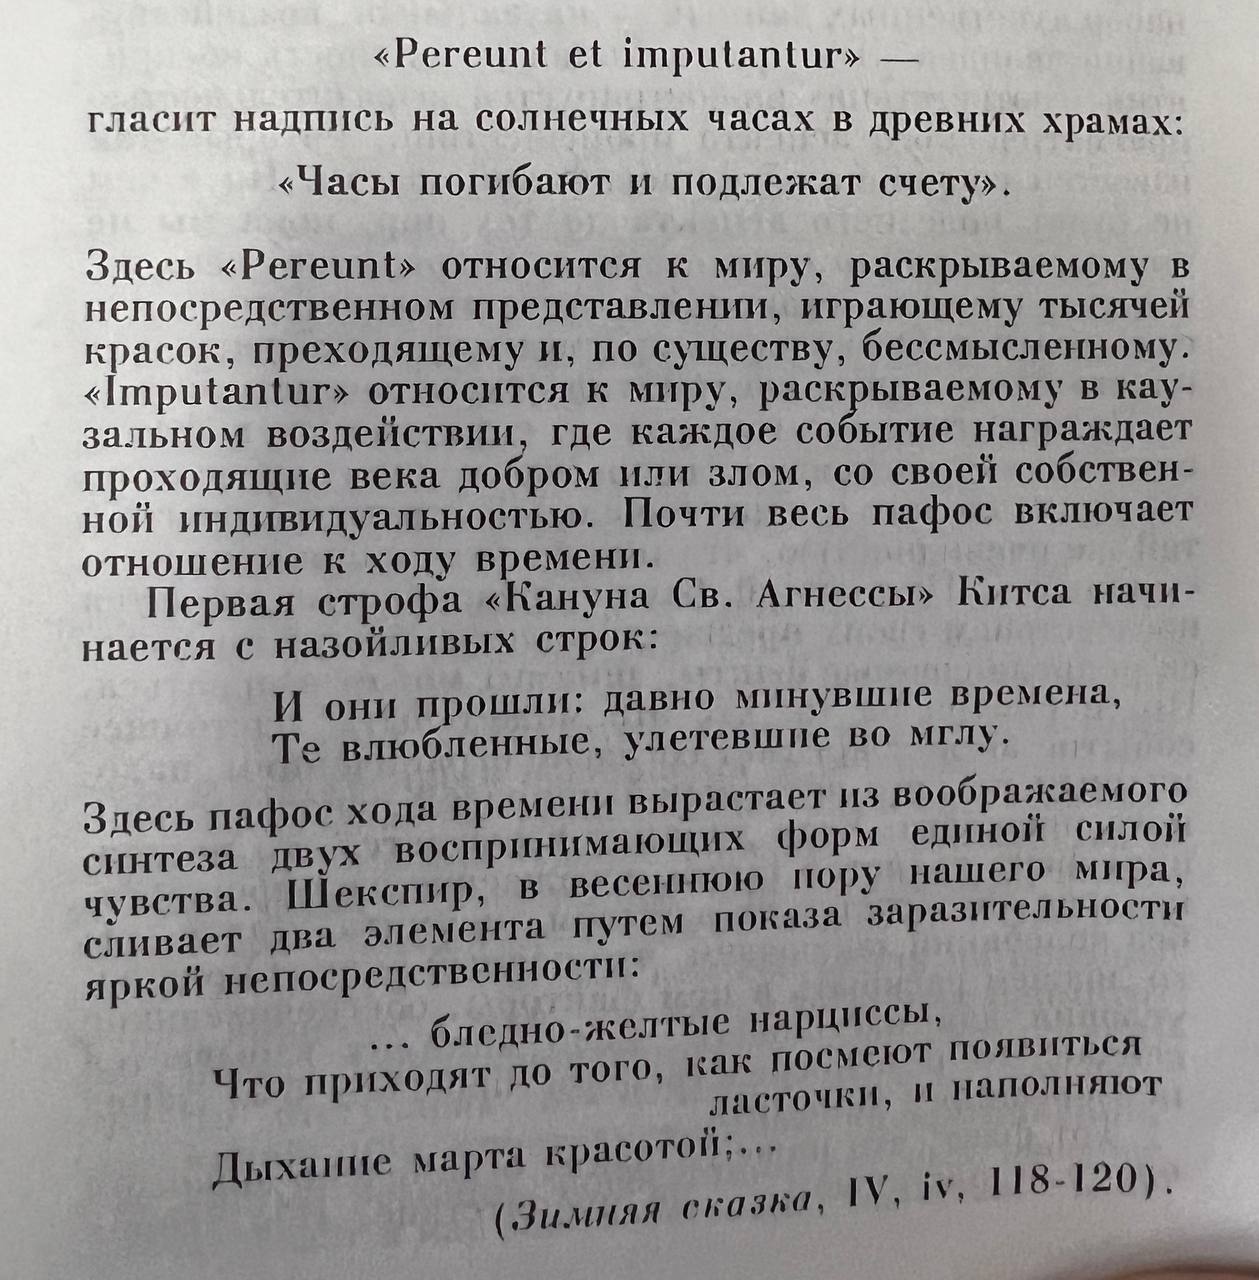 «Pereunt et imputantur» —
гласит надпись на солнечных часах в древних храмах:
«Часы погибают и подлежат счету».
Здесь «Pereunt» относится к миру, раскрываемому в
непосредственном представлении, играющему тысячей
красок, преходящему и, по существу, бессмысленному.
«Imputantur» относится к миру, раскрываемому в кау-
зальном воздействии, где каждое событие награждает
проходящие века добром или злом, со своей собствен-
ной индивидуальностью. Почти весь пафос включает
отношение к ходу времени.
Первая строфа «Кануна Св. Агнессы» Китса начи-
нается с назойливых строк:
И они прошли: давно минувшие времена,
Те влюбленные, улетевшие во мглу.
Здесь пафос хода времени вырастает из воображаемого
синтеза двух воспринимающих форм единой силой
чувства. Шекспир, в весеннюю пору нашего мира,
сливает два элемента путем показа заразительности
яркой непосредственности:
... бледно-желтые нарциссы,
Что приходят до того, как посмеют появиться
ласточки, и наполняют
Дыхание марта красотой;...
(Зимняя сказка, IV, iv, 118-120).